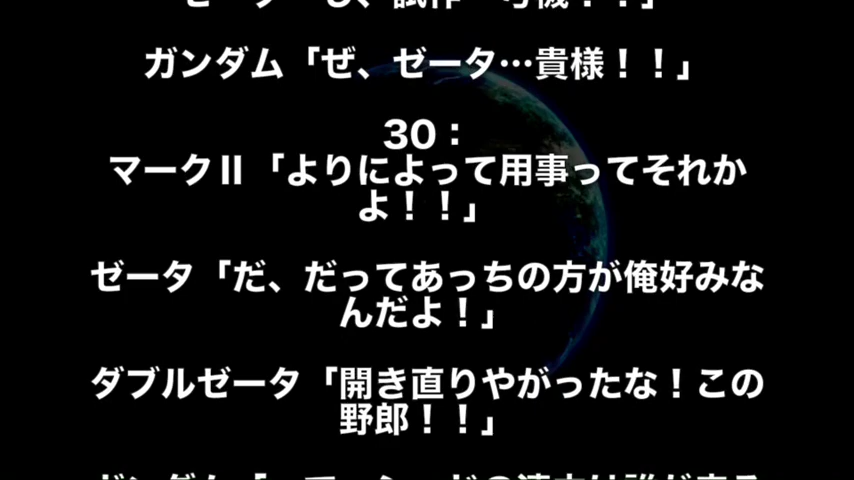 ガンダム「ぜ、ゼータ…貴様！！」
30：
マークⅡ「よりによって用事ってそれか
よ！！」
ゼータ「だ、だってあっちの方が俺好みな
んだよ！」
ダブルゼータ「開き直りやがったな！この
野郎！！」